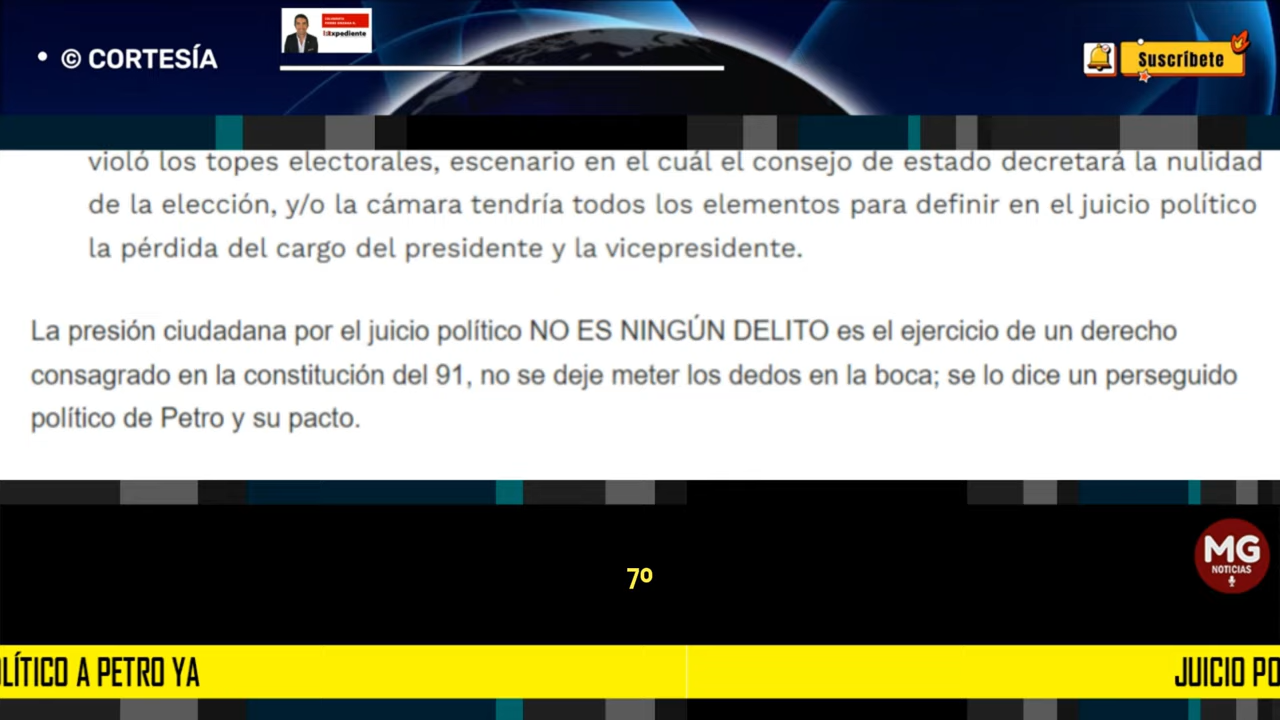 • © CORTESÍA
Suscríbete
violó los topes electorales, escenario en el cuál el consejo de estado decretará la nulidad
de la elección, y/o la cámara tendría todos los elementos para definir en el juicio político
la pérdida del cargo del presidente y la vicepresidente.
La presión ciudadana por el juicio político NO ES NINGÚN DELITO es el ejercicio de un derecho
consagrado en la constitución del 91, no se deje meter los dedos en la boca; se lo dice un perseguido
político de Petro y su pacto.
7º
MG
NOTICIAS
OLÍTICO A PETRO YA
JUICIO PO